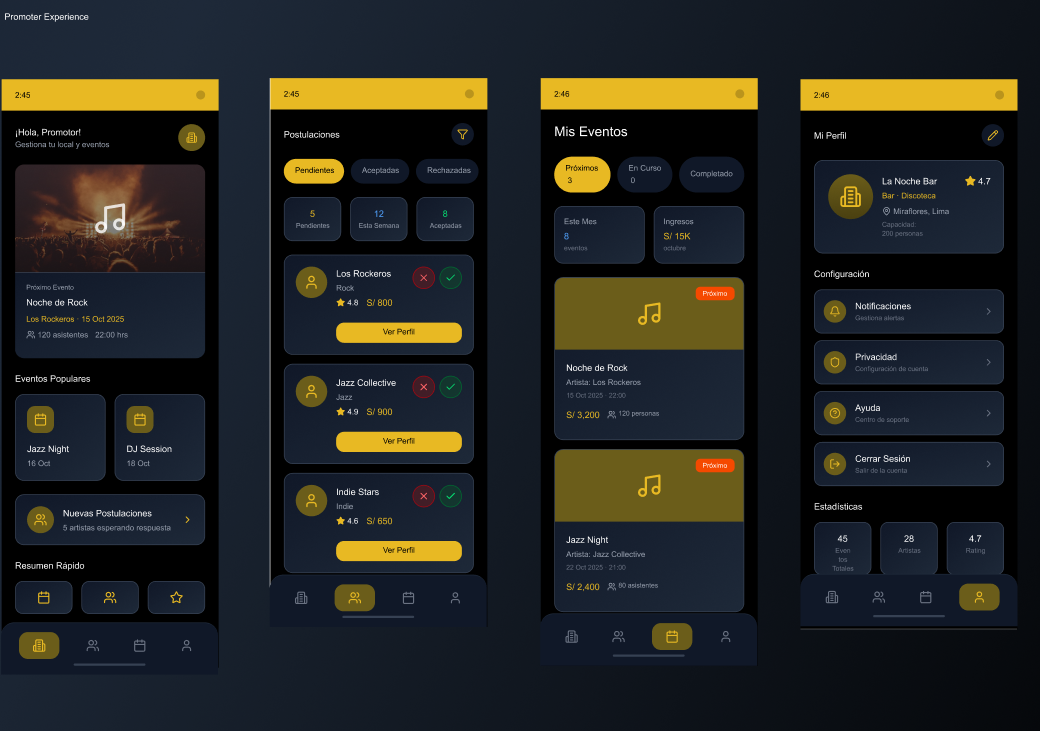 Promoter Experience
2:45
¡Hola, Promotor!
Gestiona tu local y eventos
Próximo Evento
Noche de Rock
Los Rockeros · 15 Oct 2025
120 asistentes 22:00 hrs
Eventos Populares
Jazz Night
16 Oct
DJ Session
18 Oct
Nuevas Postulaciones
5 artistas esperando respuesta
Resumen Rápido
2:45
Postulaciones
Pendientes
Aceptadas
Rechazadas
5
Pendientes
12
Esta Semana
8
Aceptadas
Los Rockeros
Rock
4.8 S/ 800
Ver Perfil
Jazz Collective
Jazz
4.9 S/ 900
Ver Perfil
Indie Stars
Indie
4.6 S/ 650
Ver Perfil
2:46
Mis Eventos
Próximos
3
En Curso
0
Completado
Este Mes
8
eventos
Ingresos
S/ 15K
octubre
Próximo
Noche de Rock
Artista: Los Rockeros
15 Oct 2025 · 22:00
S/ 3,200 120 personas
Próximo
Jazz Night
Artista: Jazz Collective
22 Oct 2025 · 21:00
S/ 2,400 80 asistentes
2:46
Mi Perfil
La Noche Bar
4.7
Bar · Discoteca
Miraflores, Lima
Capacidad:
200 personas
Configuración
Notificaciones
Gestiona alertas
Privacidad
Configuración de cuenta
Ayuda
Centro de soporte
Cerrar Sesión
Salir de la cuenta
Estadísticas
45
Even
tos
Totales
28
Artistas
4.7
Rating